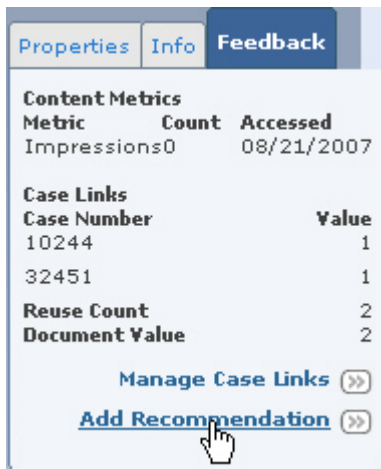 Properties Info Feedback
Content Metrics
Metric Count Accessed
Impressions0 08/21/2007
Case Links
Case Number Value
10244 1
32451 1
Reuse Count 2
Document Value 2
Manage Case Links
Add Recommendation